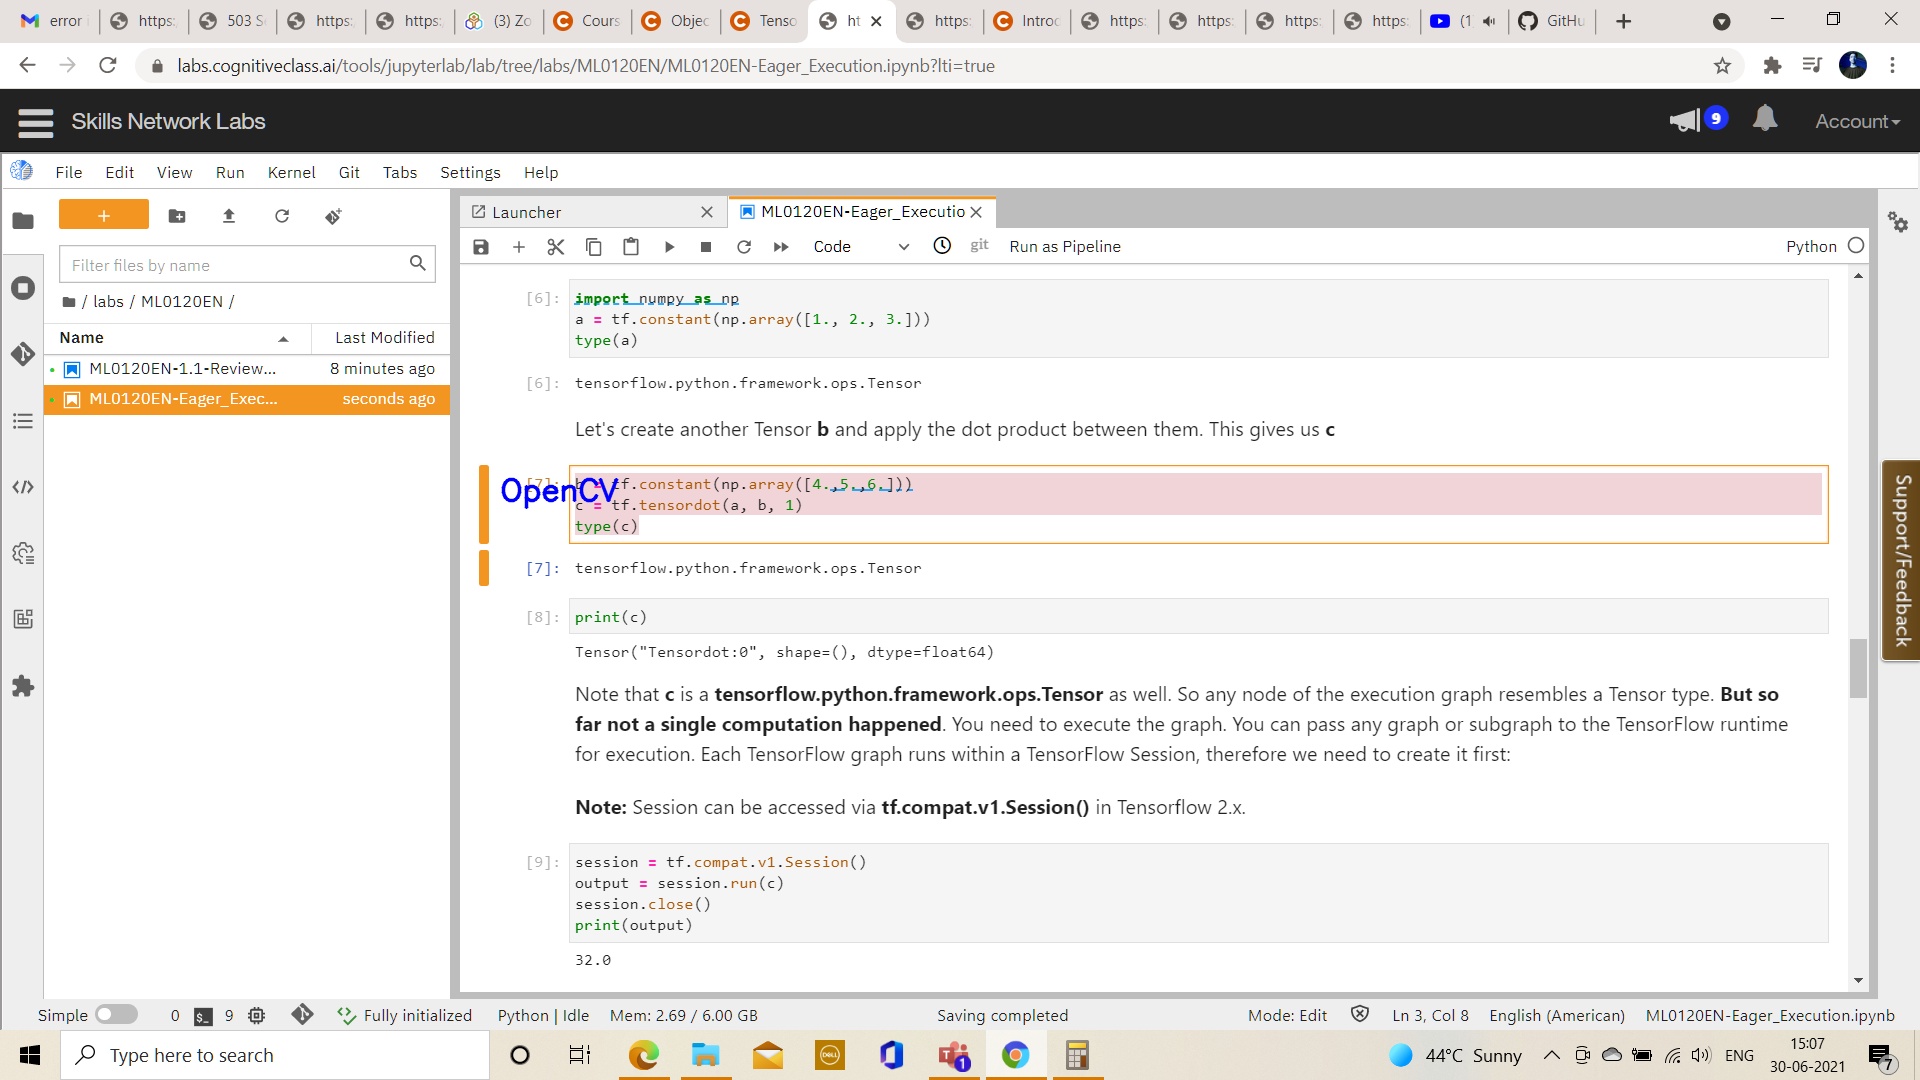 error
https:
503 S
https:
https:
(3) Zo
Cours
Objec
Tenso
ht
https:
Introc
https:
https:
https:
https:
(1
GitHu
labs.cognitiveclass.ai/tools/jupyterlab/lab/tree/labs/ML0120EN/ML0120EN-Eager_Execution.ipynb?lti=true
Skills Network Labs
9
Account
File Edit View Run Kernel Git Tabs Settings Help
Launcher
ML0120EN-Eager_Executio
Code
git
Run as Pipeline
Python
Filter files by name
/ labs / ML0120EN /
Name
Last Modified
ML0120EN-1.1-Review...
8 minutes ago
ML0120EN-Eager_Exec...
seconds ago
[6]: import numpy as np
a = tf.constant(np.array([1., 2., 3.]))
type(a)
[6]: tensorflow.python.framework.ops.Tensor
Let's create another Tensor b and apply the dot product between them. This gives us c
[7]: b = tf.constant(np.array([4.,5.,6.]))
OpenCV
c = tf.tensordot(a, b, 1)
type(c)
[7]: tensorflow.python.framework.ops.Tensor
[8]: print(c)
Tensor("Tensordot:0", shape=(), dtype=float64)
Note that c is a tensorflow.python.framework.ops.Tensor as well. So any node of the execution graph resembles a Tensor type. But so
far not a single computation happened. You need to execute the graph. You can pass any graph or subgraph to the TensorFlow runtime
for execution. Each TensorFlow graph runs within a TensorFlow Session, therefore we need to create it first:
Note: Session can be accessed via tf.compat.v1.Session() in Tensorflow 2.x.
[9]: session = tf.compat.v1.Session()
output = session.run(c)
session.close()
print(output)
32.0
Support/Feedback
Simple
0
9
Fully initialized
Python | Idle
Mem: 2.69 / 6.00 GB
Saving completed
Mode: Edit
Ln 3, Col 8
English (American)
ML0120EN-Eager_Execution.ipynb
Type here to search
DELL
1
44°C Sunny
ENG
15:07
30-06-2021
7